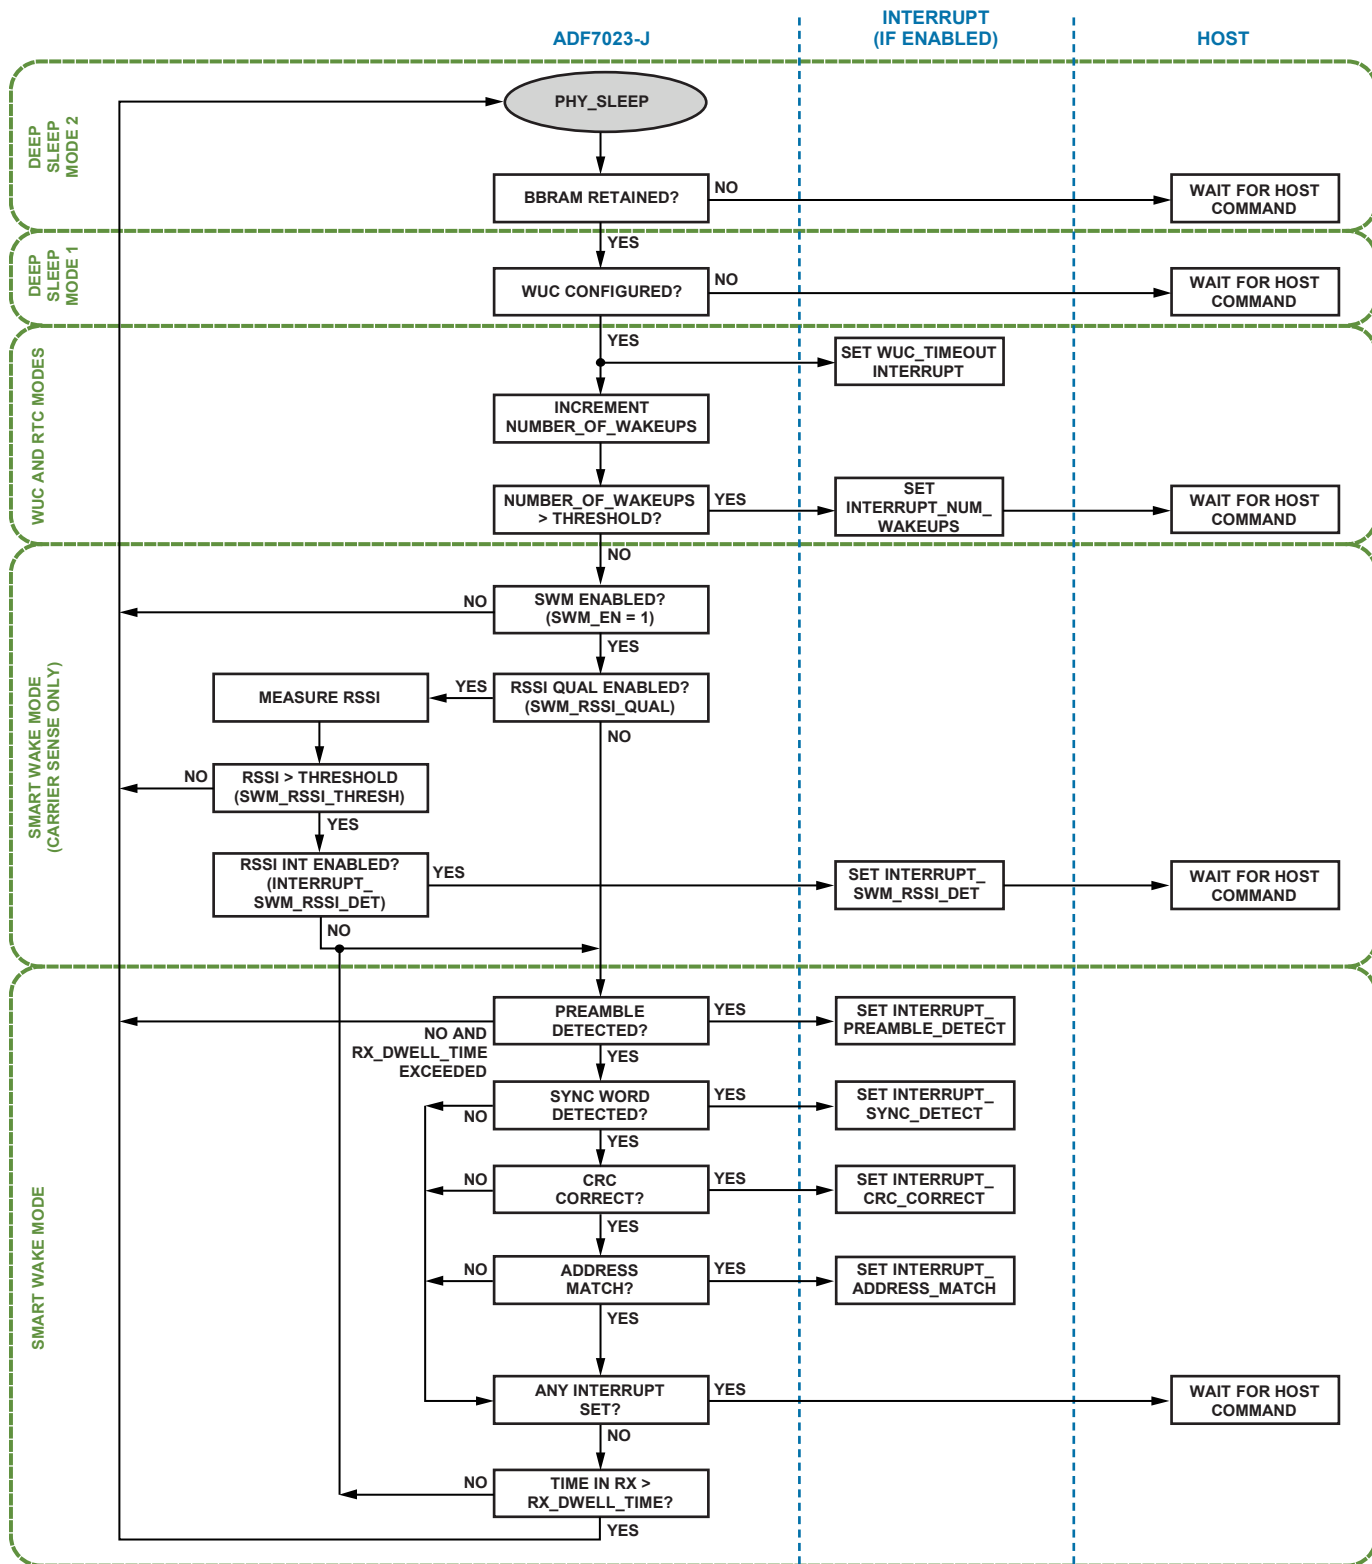 ADF7023-J
INTERRUPT
(IF ENABLED)
HOST
DEEP
SLEEP
MODE 2
PHY_SLEEP
BBRAM RETAINED?
NO
WAIT FOR HOST
COMMAND
YES
DEEP
SLEEP
MODE 1
WUC CONFIGURED?
NO
WAIT FOR HOST
COMMAND
YES
WUC AND RTC MODES
SET WUC_TIMEOUT
INTERRUPT
INCREMENT
NUMBER_OF_WAKEUPS
NUMBER_OF_WAKEUPS
> THRESHOLD?
YES
SET
INTERRUPT_NUM_
WAKEUPS
WAIT FOR HOST
COMMAND
NO
SMART WAKE MODE
(CARRIER SENSE ONLY)
SWM ENABLED?
(SWM_EN = 1)
NO
YES
RSSI QUAL ENABLED?
(SWM_RSSI_QUAL)
YES
MEASURE RSSI
NO
RSSI > THRESHOLD
(SWM_RSSI_THRESH)
NO
YES
RSSI INT ENABLED?
(INTERRUPT_
SWM_RSSI_DET)
YES
SET INTERRUPT_
SWM_RSSI_DET
WAIT FOR HOST
COMMAND
NO
SMART WAKE MODE
PREAMBLE
DETECTED?
YES
SET INTERRUPT_
PREAMBLE_DETECT
NO AND
RX_DWELL_TIME
EXCEEDED
YES
SYNC WORD
DETECTED?
NO
YES
SET INTERRUPT_
SYNC_DETECT
YES
CRC
CORRECT?
NO
YES
SET INTERRUPT_
CRC_CORRECT
YES
ADDRESS
MATCH?
NO
YES
SET INTERRUPT_
ADDRESS_MATCH
YES
ANY INTERRUPT
SET?
YES
WAIT FOR HOST
COMMAND
NO
TIME IN RX >
RX_DWELL_TIME?
NO
YES